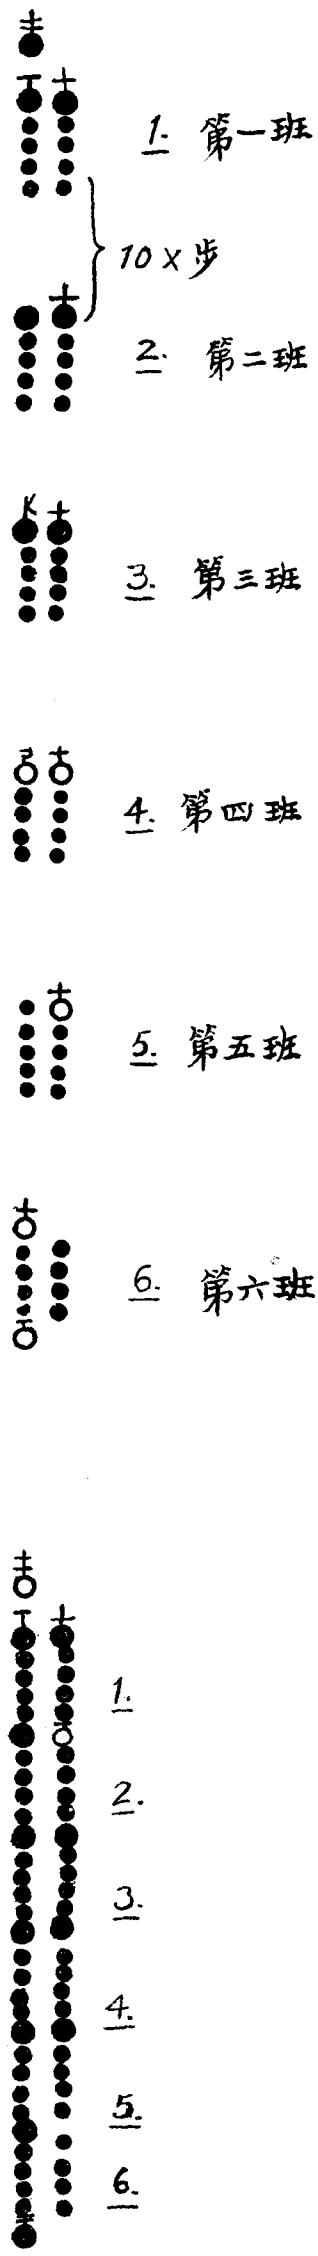 1. 第一班
10 X 步
2. 第二班
3. 第三班
4. 第四班
5. 第五班
6. 第六班
1.
2.
3.
4.
5.
6.